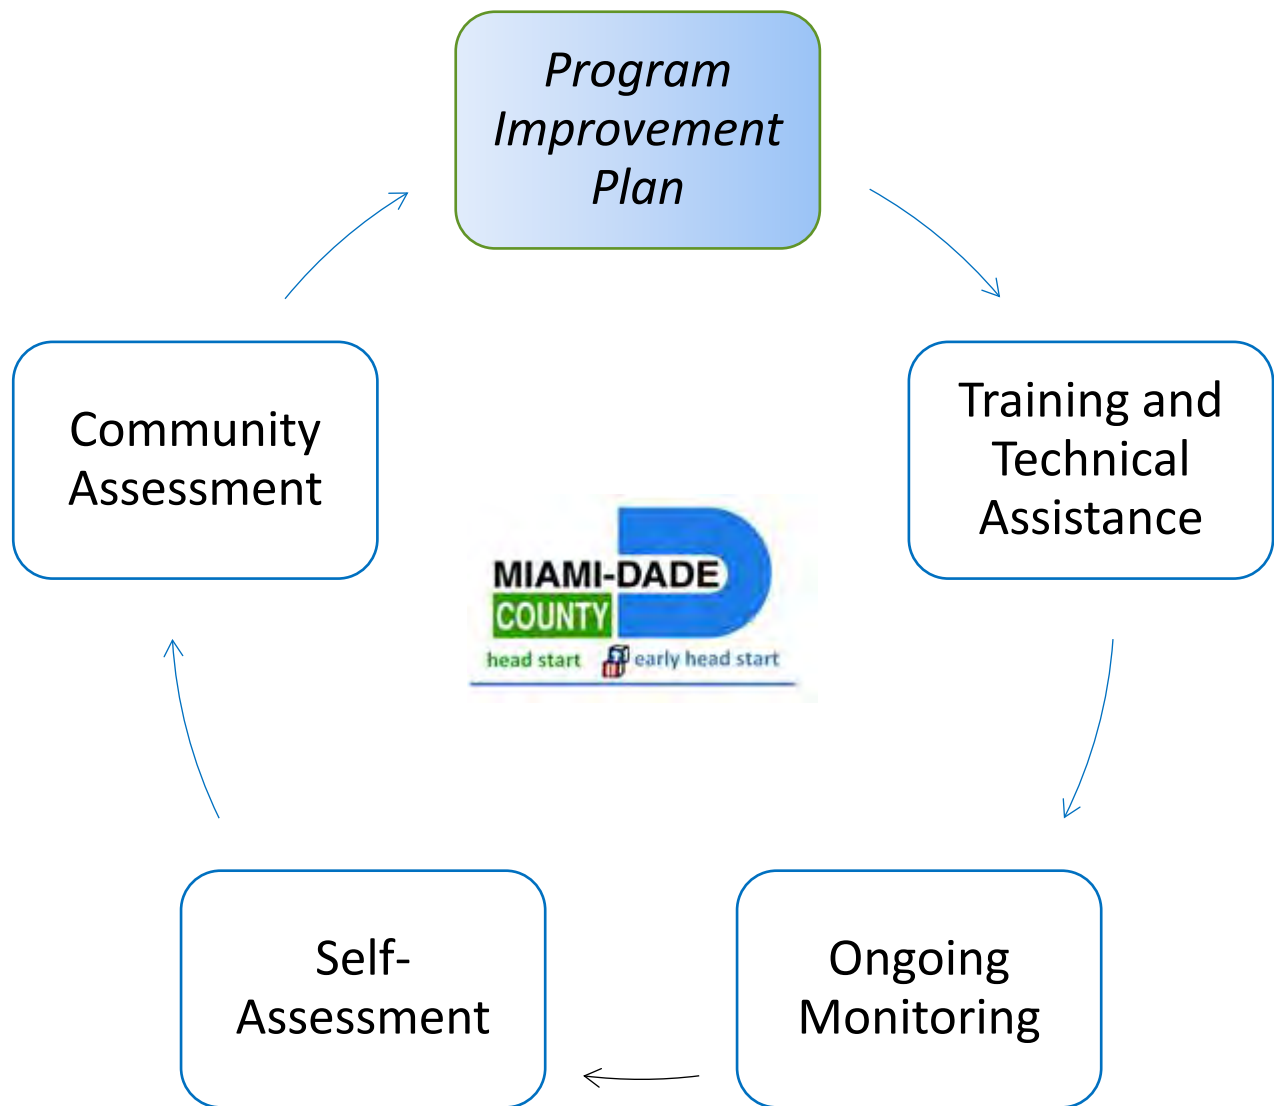 Program
Improvement
Plan
Community
Assessment
Training and
Technical
Assistance
MIAMI-DADE
COUNTY
head start early head start
Self-
Assessment
Ongoing
Monitoring